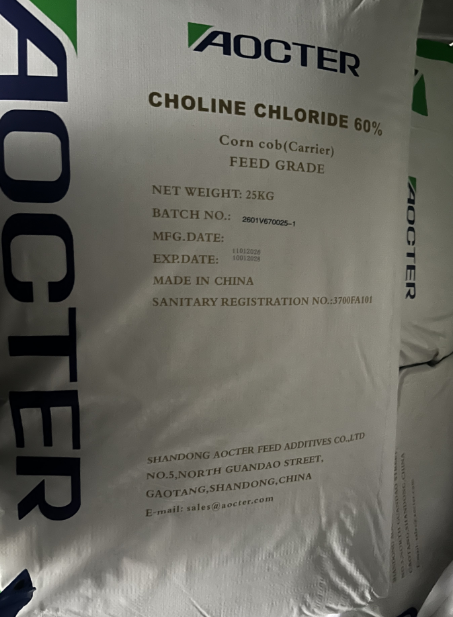 AOCTER
AOCTER
CHOLINE CHLORIDE 60%
Corn cob(Carrier)
FEED GRADE
NET WEIGHT: 25KG
BATCH NO.: 2601V670025-1
MFG.DATE:
EXP.DATE:
MADE IN CHINA
SANITARY REGISTRATION NO.:3700FA101
SHANDONG AOCTER FEED ADDITIVES CO.,LTD
NO.5,NORTH GUANDAO STREET,
GAOTANG,SHANDONG,CHINA
E-mail: sales@aocter.com
AOCTER